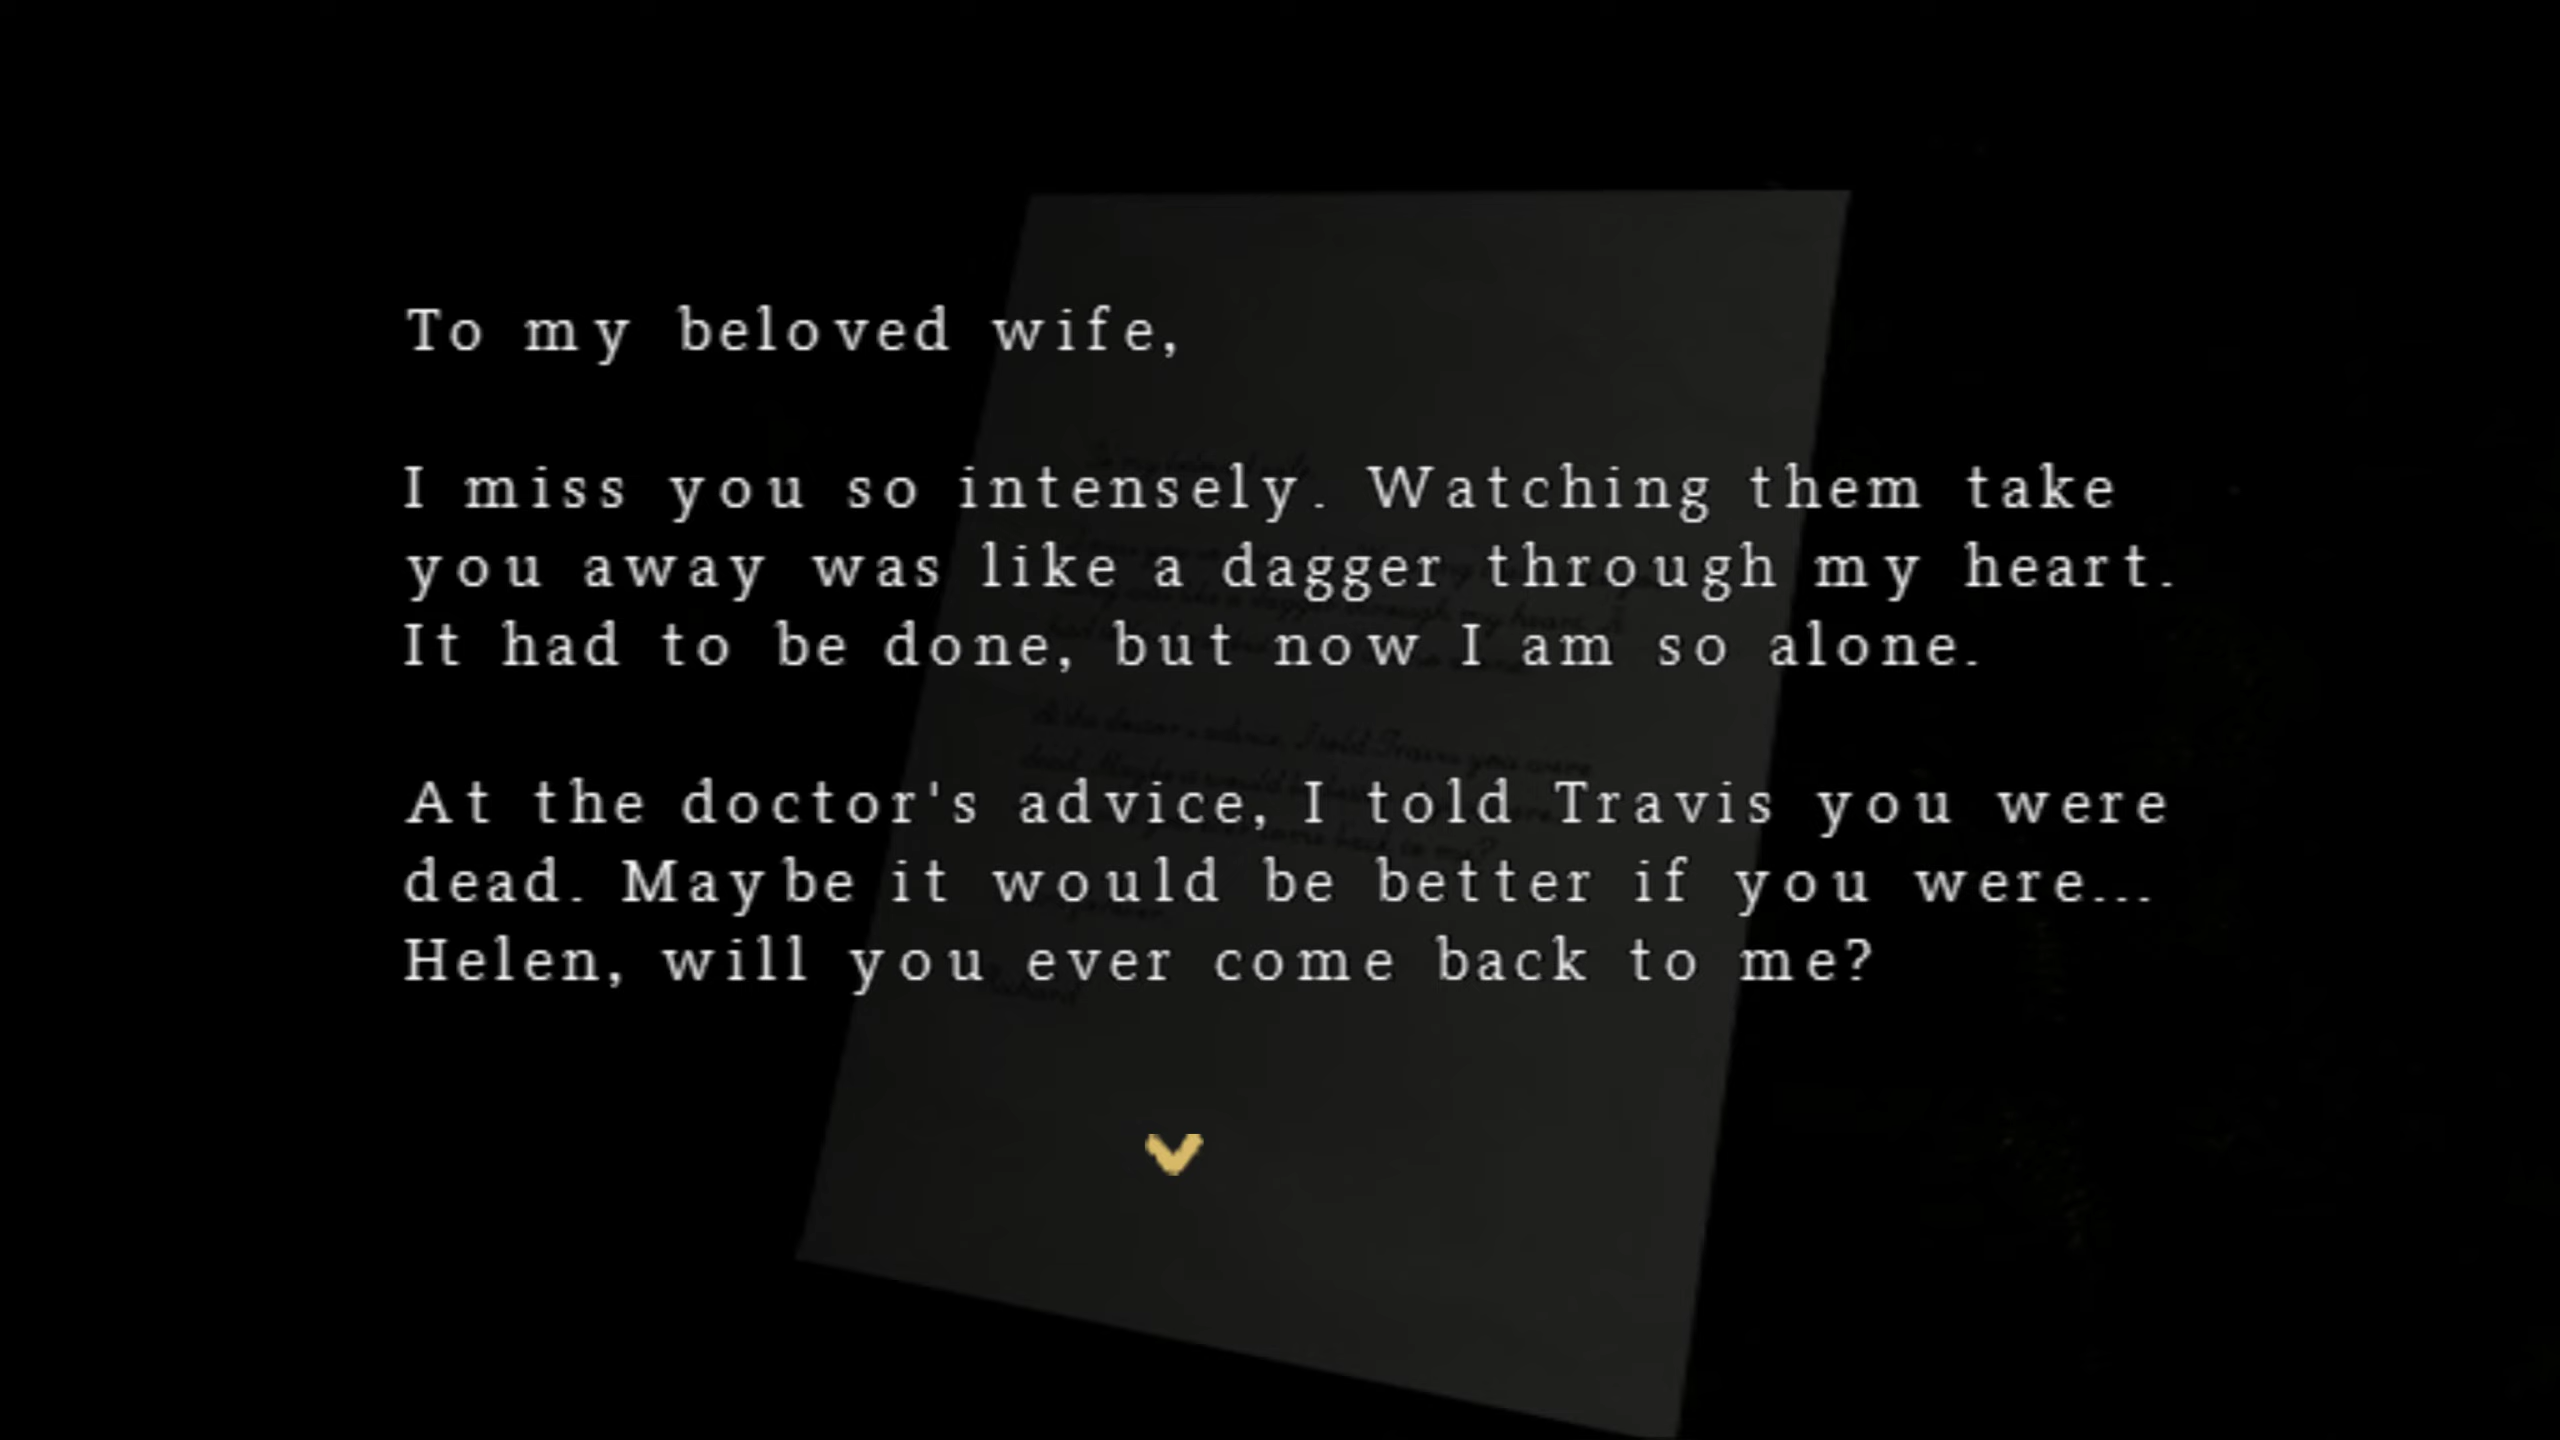 To my beloved wife,
I miss you so intensely. Watching them take
you away was like a dagger through my heart.
It had to be done, but now I am so alone.
At the doctor's advice, I told Travis you were
dead. Maybe it would be better if you were...
Helen, will you ever come back to me?
Richard